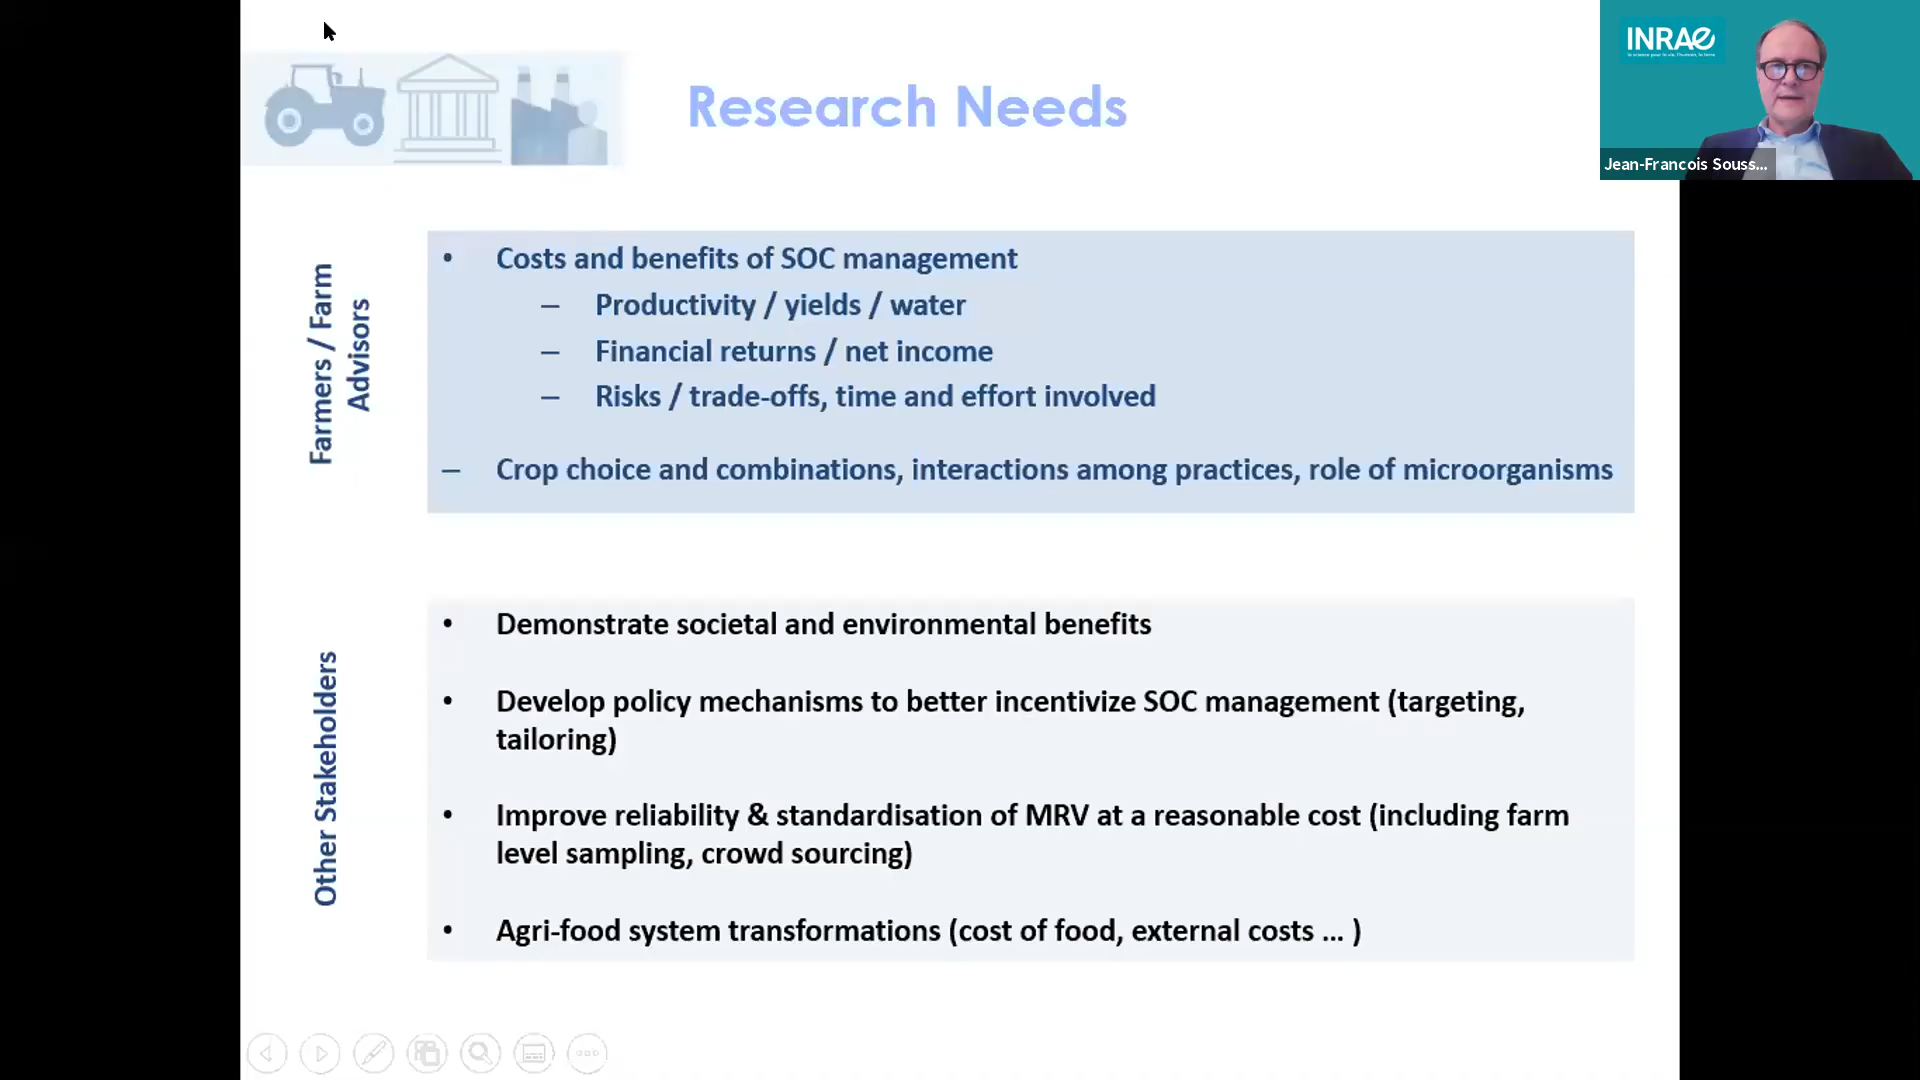 Research Needs
INRAE
Jean-Francois Souss...
Farmers / Farm
Advisors
• Costs and benefits of SOC management
– Productivity / yields / water
– Financial returns / net income
– Risks / trade-offs, time and effort involved
– Crop choice and combinations, interactions among practices, role of microorganisms
Other Stakeholders
• Demonstrate societal and environmental benefits
• Develop policy mechanisms to better incentivize SOC management (targeting,
tailoring)
• Improve reliability & standardisation of MRV at a reasonable cost (including farm
level sampling, crowd sourcing)
• Agri-food system transformations (cost of food, external costs ... )